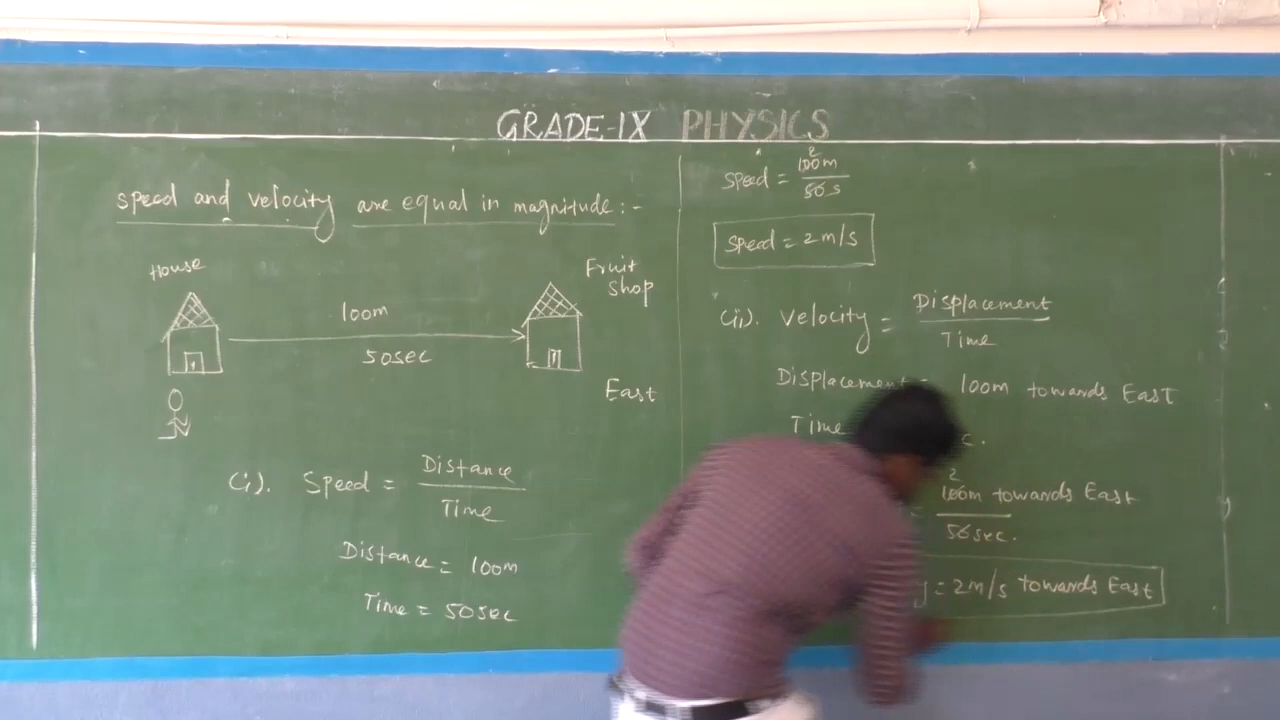 GRADE-IX PHYSICS
Speed and velocity are equal in magnitude:-
House
Fruit
shop
100m
50sec
East
(i). Speed = Distance
Time
Distance = 100m
Time = 50sec
2
Speed = 100m
50s
Speed = 2m/s
(ii). Velocity = Displacement
Time
Displacement = 100m towards East
Time
c.
2
= 100m towards East
50sec.
y = 2m/s towards East